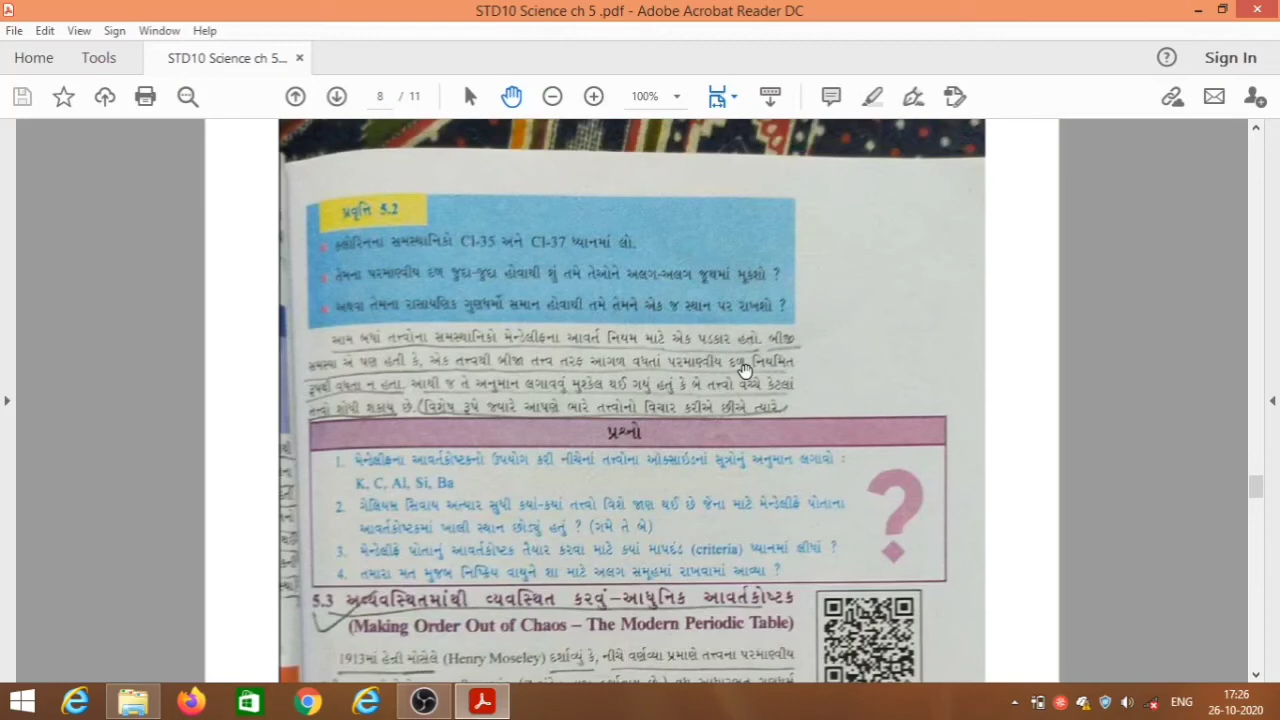 STD10 Science ch 5 .pdf - Adobe Acrobat Reader DC
File Edit View Sign Window Help
Home Tools STD10 Science ch 5... × Sign In
8 / 11 100%
પ્રવૃત્તિ 5.2
ક્લોરિનના સમસ્થાનિકો Cl-35 અને Cl-37 ધ્યાનમાં લો.
તેમના પરમાણ્વીય દળ જુદા-જુદા હોવાથી શું તમે તેઓને અલગ-અલગ જૂથમાં મૂકશો ?
અથવા તેમના રાસાયણિક ગુણધર્મો સમાન હોવાથી તમે તેમને એક જ સ્થાન પર રાખશો ?
આમ બધાં તત્ત્વોના સમસ્થાનિકો મેન્ડેલીફના આવર્ત નિયમ માટે એક પડકાર હતો. બીજી
સમસ્યા એ પણ હતી કે, એક તત્ત્વથી બીજા તત્ત્વ તરફ આગળ વધતાં પરમાણ્વીય દળ નિયમિત
રૂપથી વધતા ન હતા. આથી જ તે અનુમાન લગાવવું મુશ્કેલ થઈ ગયું હતું કે બે તત્ત્વો વચ્ચે કેટલાં
તત્ત્વો શોધી શકાયુ છે. (વિશેષ રૂપે જ્યારે આપણે ભારે તત્ત્વોનો વિચાર કરીએ છીએ ત્યારે.)
પ્રશ્નો
1. મેન્ડેલીફના આવર્તકોષ્ટકનો ઉપયોગ કરી નીચેનાં તત્ત્વોના ઑક્સાઇડનાં સૂત્રોનું અનુમાન લગાવો :
K, C, Al, Si, Ba
2. ગેલિયમ સિવાય અત્યાર સુધી કયાં-કયાં તત્ત્વો વિશે જાણ થઈ છે જેના માટે મેન્ડેલીફે પોતાના
આવર્તકોષ્ટકમાં ખાલી સ્થાન છોડ્યું હતું ? (ગમે તે બે)
3. મેન્ડેલીફે પોતાનું આવર્તકોષ્ટક તૈયાર કરવા માટે કયાં માપદંડ (criteria) ધ્યાનમાં લીધાં ?
4. તમારા મત મુજબ નિષ્ક્રિય વાયુને શા માટે અલગ સમૂહમાં રાખવામાં આવ્યા ?
?
5.3 અવ્યવસ્થિતમાંથી વ્યવસ્થિત કરવું-આધુનિક આવર્તકોષ્ટક
(Making Order Out of Chaos – The Modern Periodic Table)
1913માં હેન્રી મોસેલે (Henry Moseley) દર્શાવ્યું કે, નીચે વર્ણવ્યા પ્રમાણે તત્ત્વના પરમાણ્વીય
ENG 17:26
26-10-2020